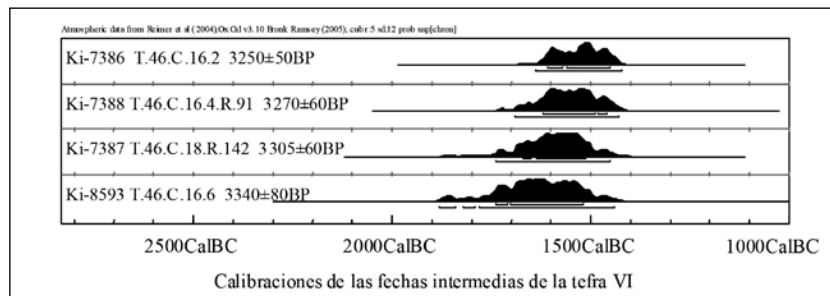 Atmospheric data from Reimer et al (2004);OxCal v3.10 Bronk Ramsey (2005); cub r:5 sd:12 prob usp[chron]
Ki-7386 T.46.C.16.2 3250±50BP
Ki-7388 T.46.C.16.4.R.91 3270±60BP
Ki-7387 T.46.C.18.R.142 3305±60BP
Ki-8593 T.46.C.16.6 3340±80BP
2500CalBC 2000CalBC 1500CalBC 1000CalBC
Calibraciones de las fechas intermedias de la tefra VI